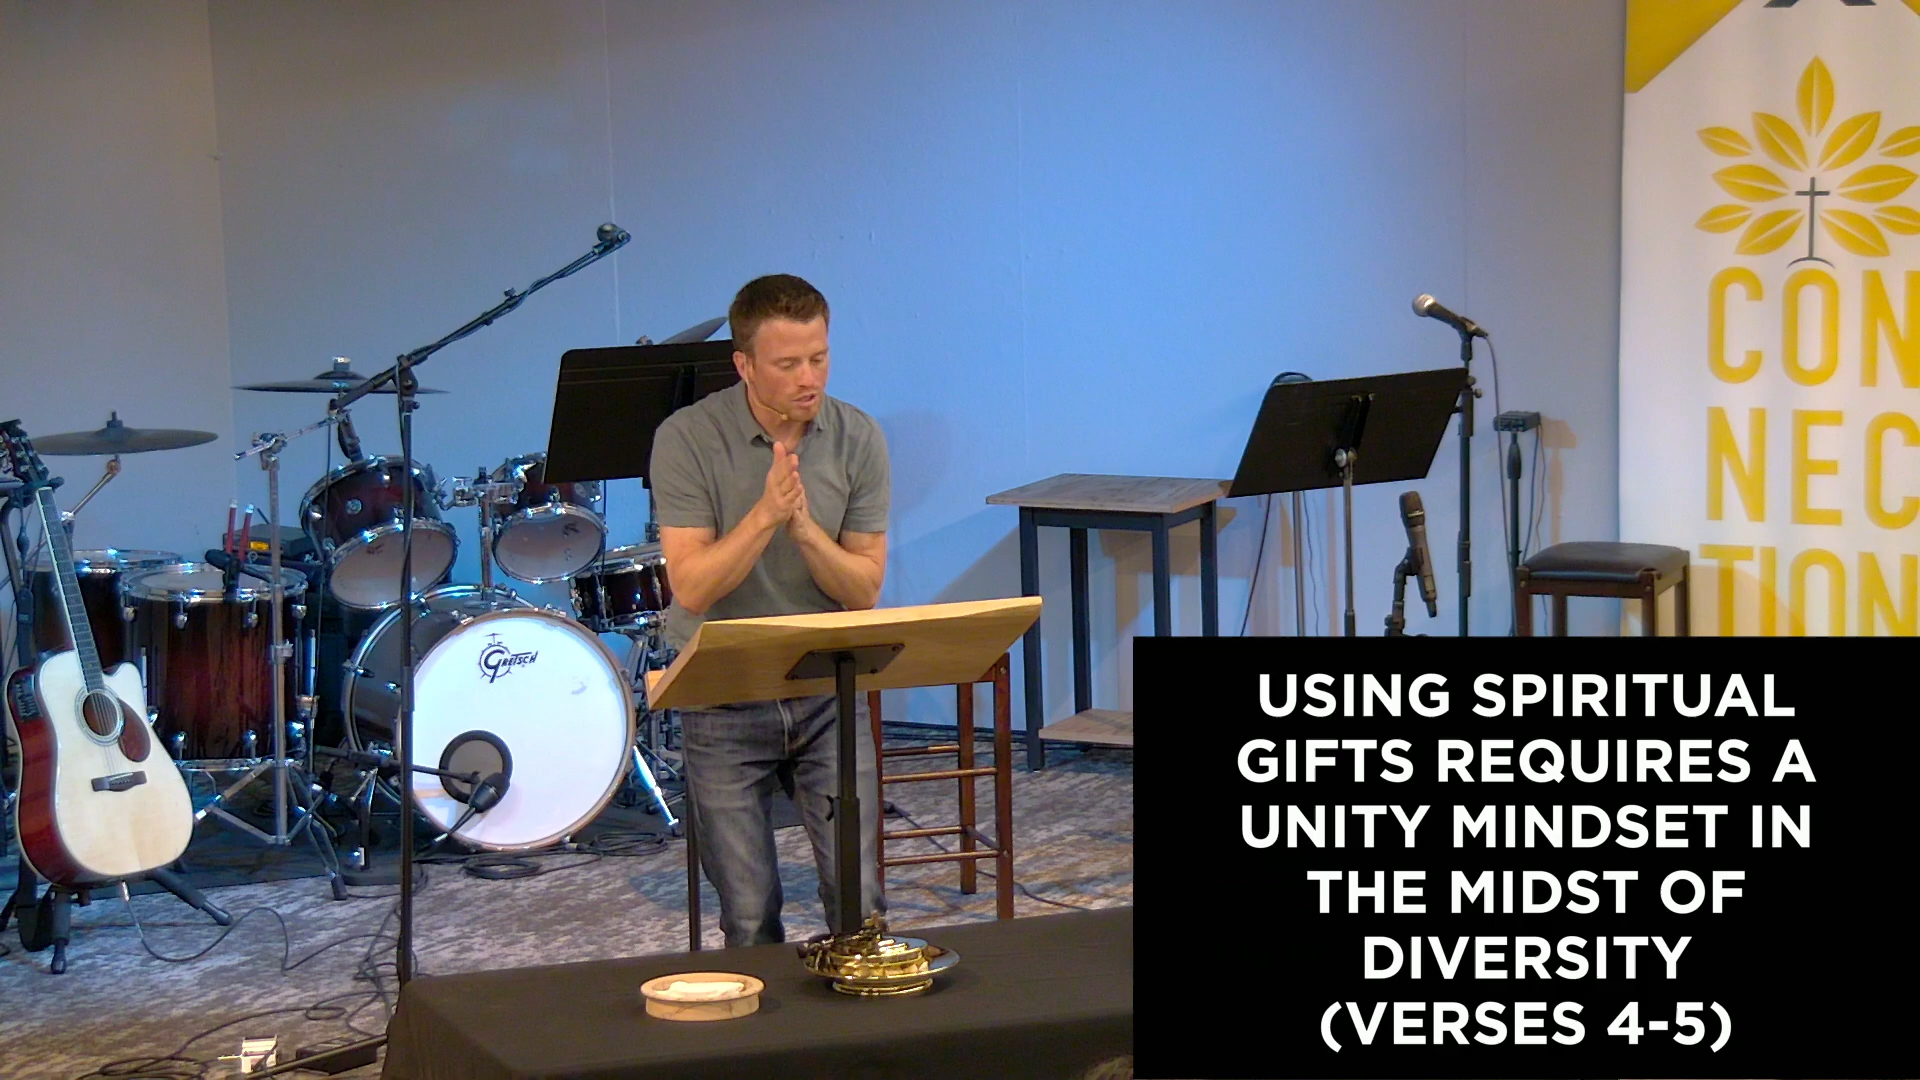 CON
NEC
TION
GRETSCH
USING SPIRITUAL
GIFTS REQUIRES A
UNITY MINDSET IN
THE MIDST OF
DIVERSITY
(VERSES 4-5)